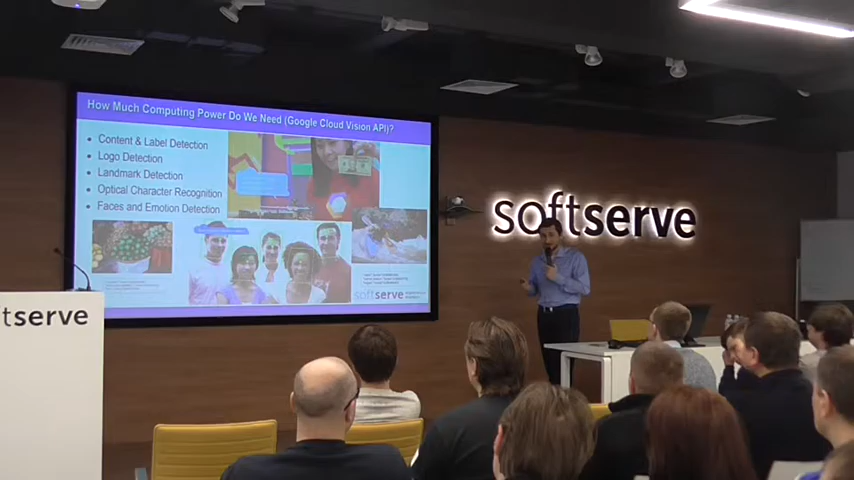 How Much Computing Power Do We Need (Google Cloud Vision API)?
• Content & Label Detection
• Logo Detection
• Landmark Detection
• Optical Character Recognition
• Faces and Emotion Detection
softserve
softserve
tserve